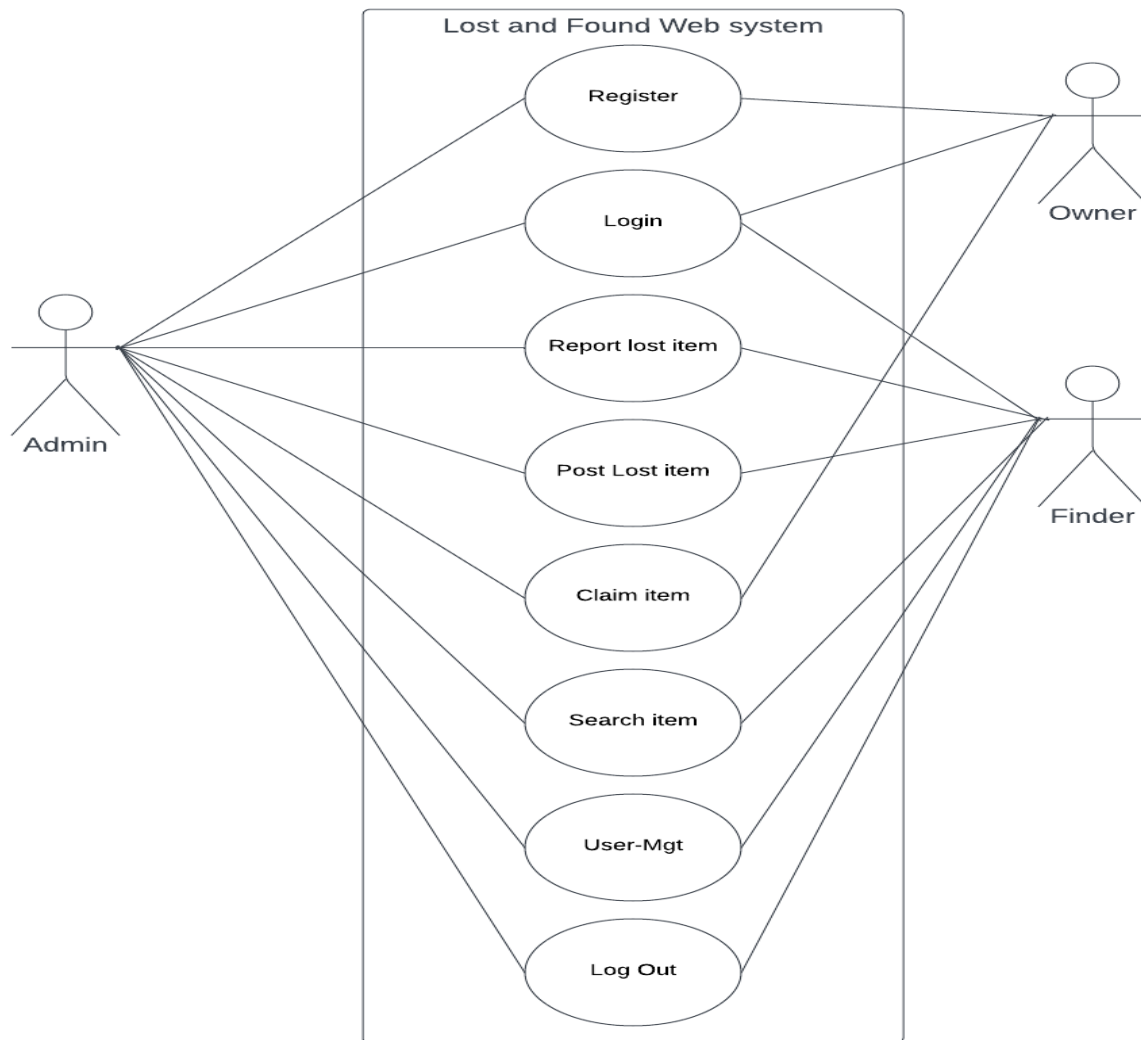 Lost and Found Web system
Register
Login
Owner
Report lost item
Admin
Post Lost item
Finder
Claim item
Search item
User-Mgt
Log Out